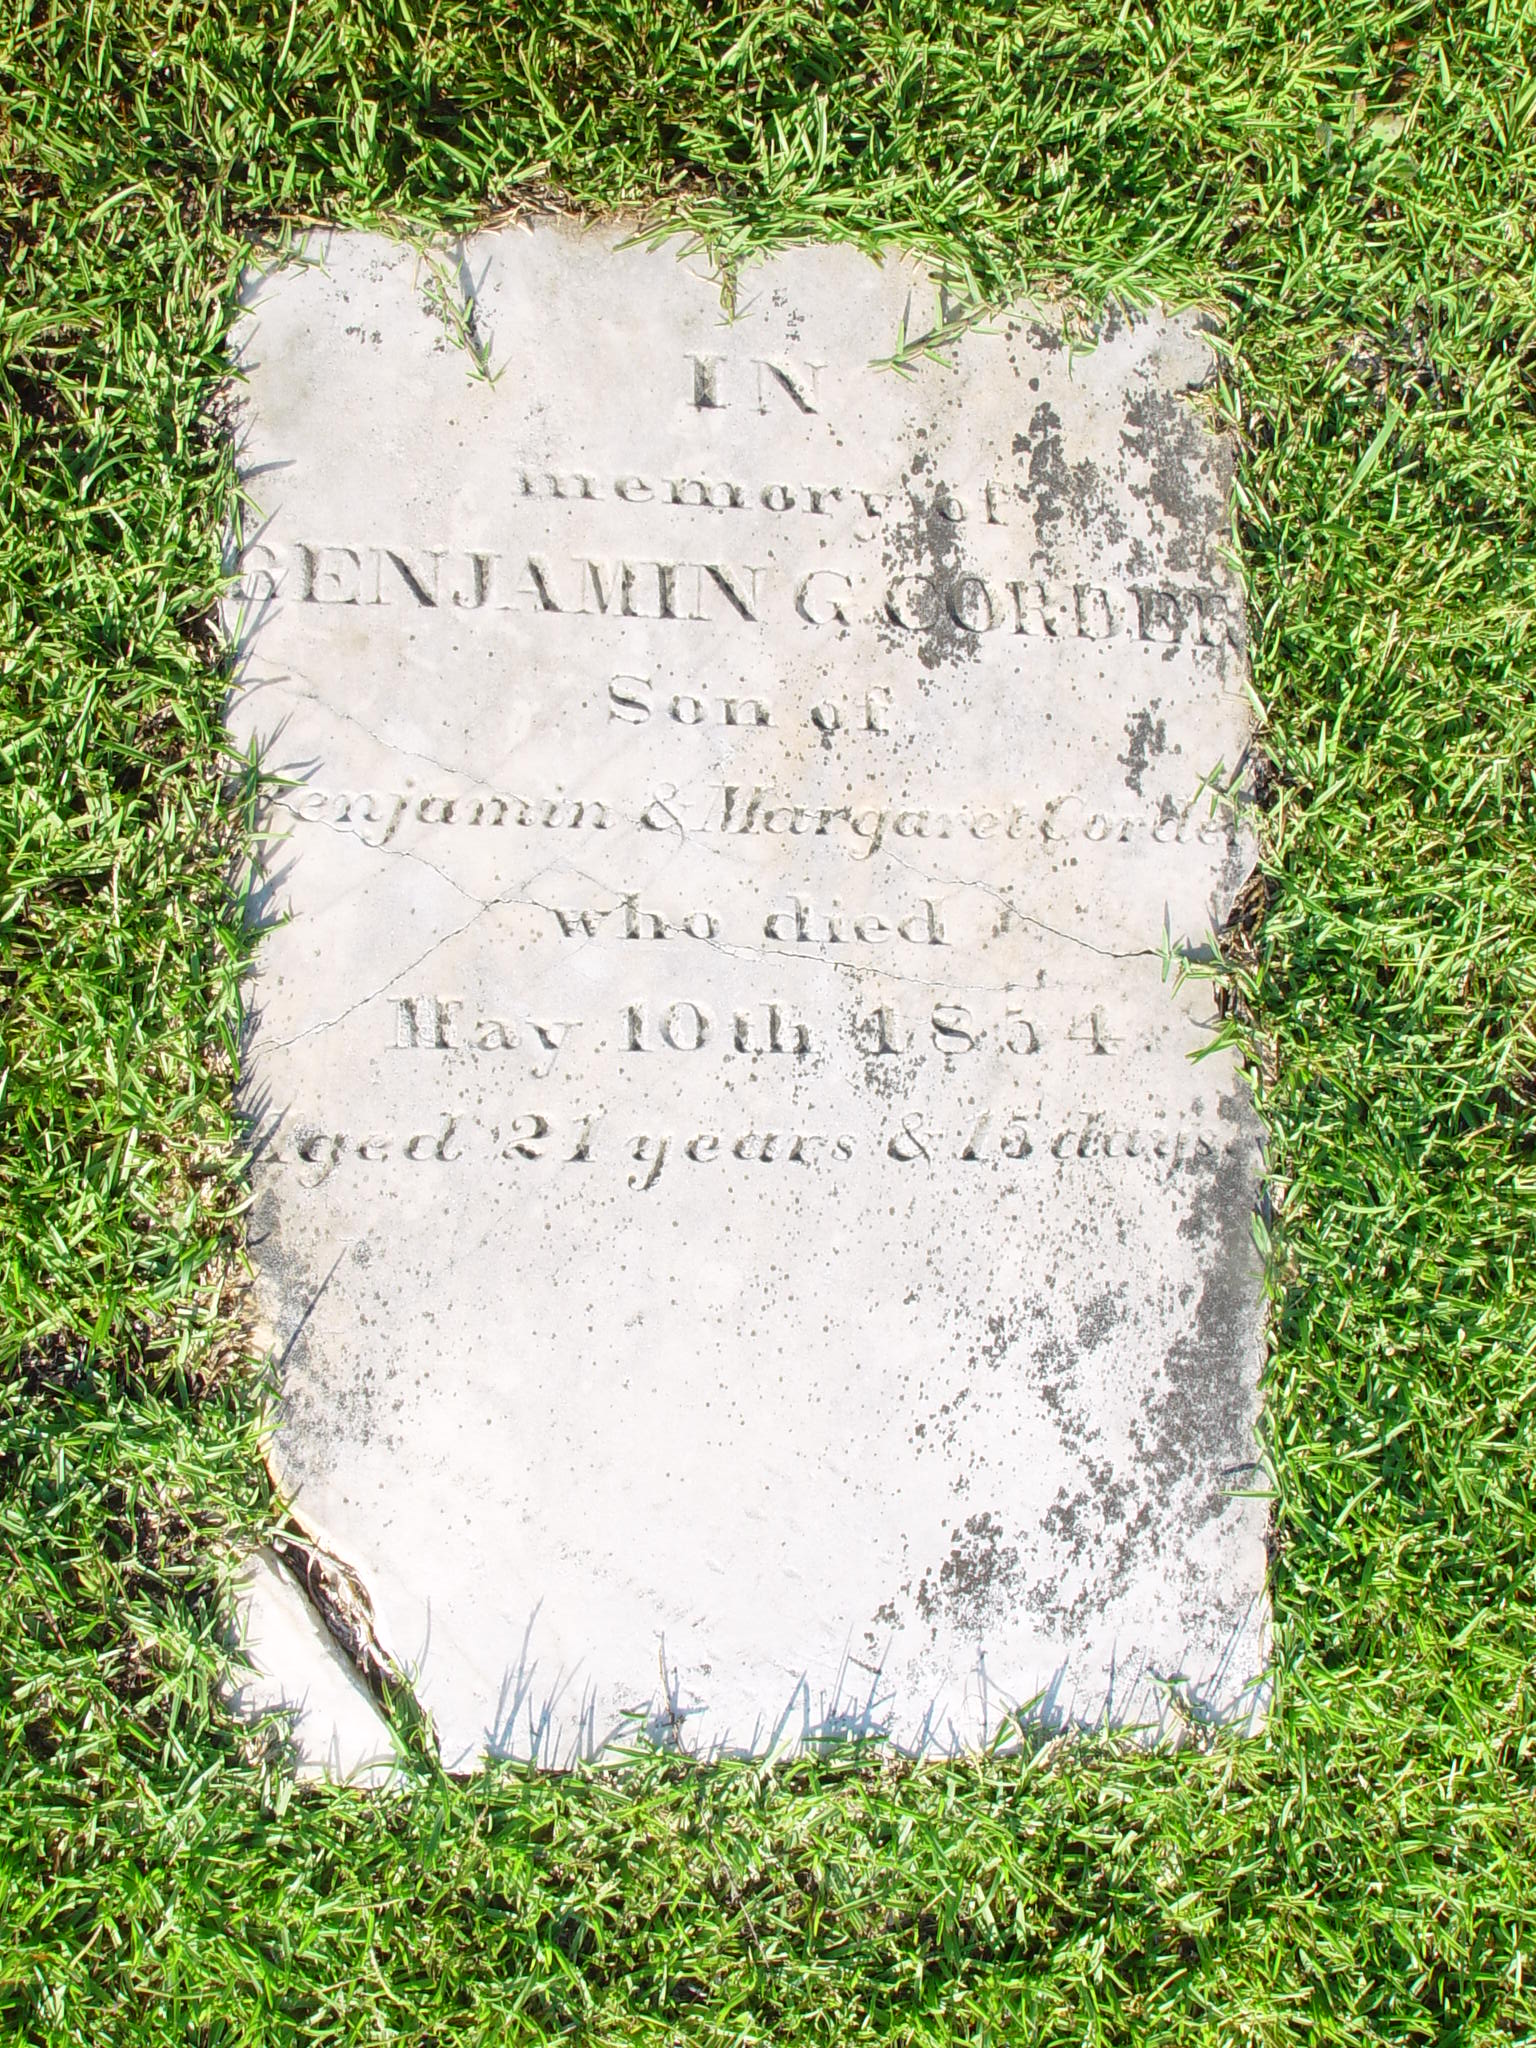 IN
memory of
BENJAMIN G CORDER
Son of
Benjamin & Margaret Corder
who died
May 10th 1854
Aged 21 years & 15 days.